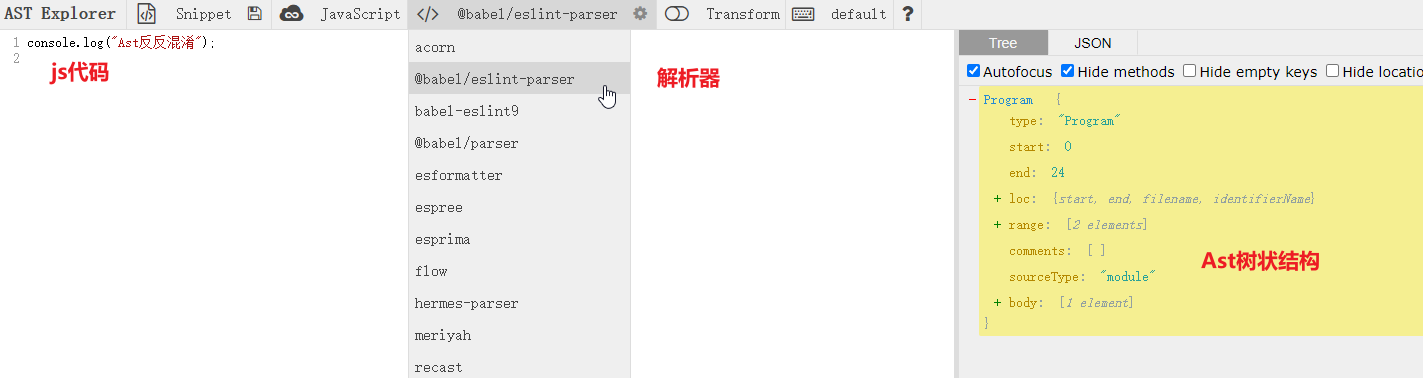 AST Explorer Snippet JavaScript </> @babel/eslint-parser Transform default ?
1 console.log("Ast反反混淆");
2
js代码
acorn
@babel/eslint-parser
babel-eslint9
@babel/parser
esformatter
espree
esprima
flow
hermes-parser
meriyah
recast
解析器
Tree JSON
Autofocus Hide methods Hide empty keys Hide locatio
- Program {
type: "Program"
start: 0
end: 24
+ loc: {start, end, filename, identifierName}
+ range: [2 elements]
comments: [ ]
sourceType: "module"
+ body: [1 element]
}
Ast树状结构